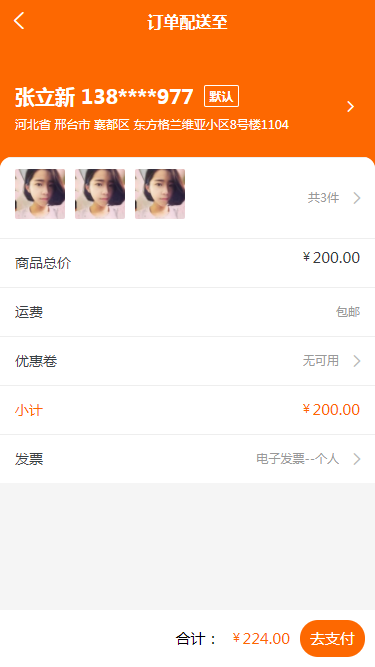 订单配送至
张立新 138****977 默认
河北省 邢台市 襄都区 东方格兰维亚小区8号楼1104
共3件
商品总价 ¥200.00
运费 包邮
优惠卷 无可用
小计 ¥200.00
发票 电子发票--个人
合计： ¥224.00 去支付